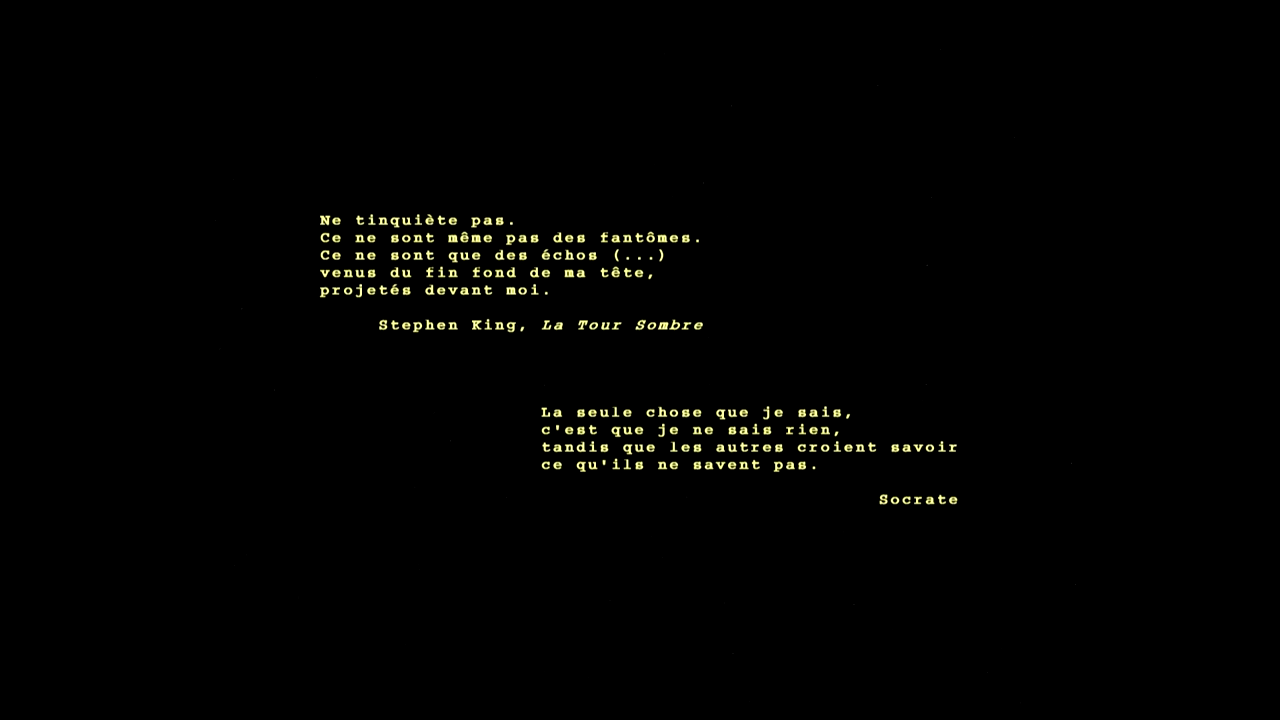 Ne tinquiète pas.
Ce ne sont même pas des fantômes.
Ce ne sont que des échos (...)
venus du fin fond de ma tête,
projetés devant moi.
Stephen King, La Tour Sombre
La seule chose que je sais,
c'est que je ne sais rien,
tandis que les autres croient savoir
ce qu'ils ne savent pas.
Socrate